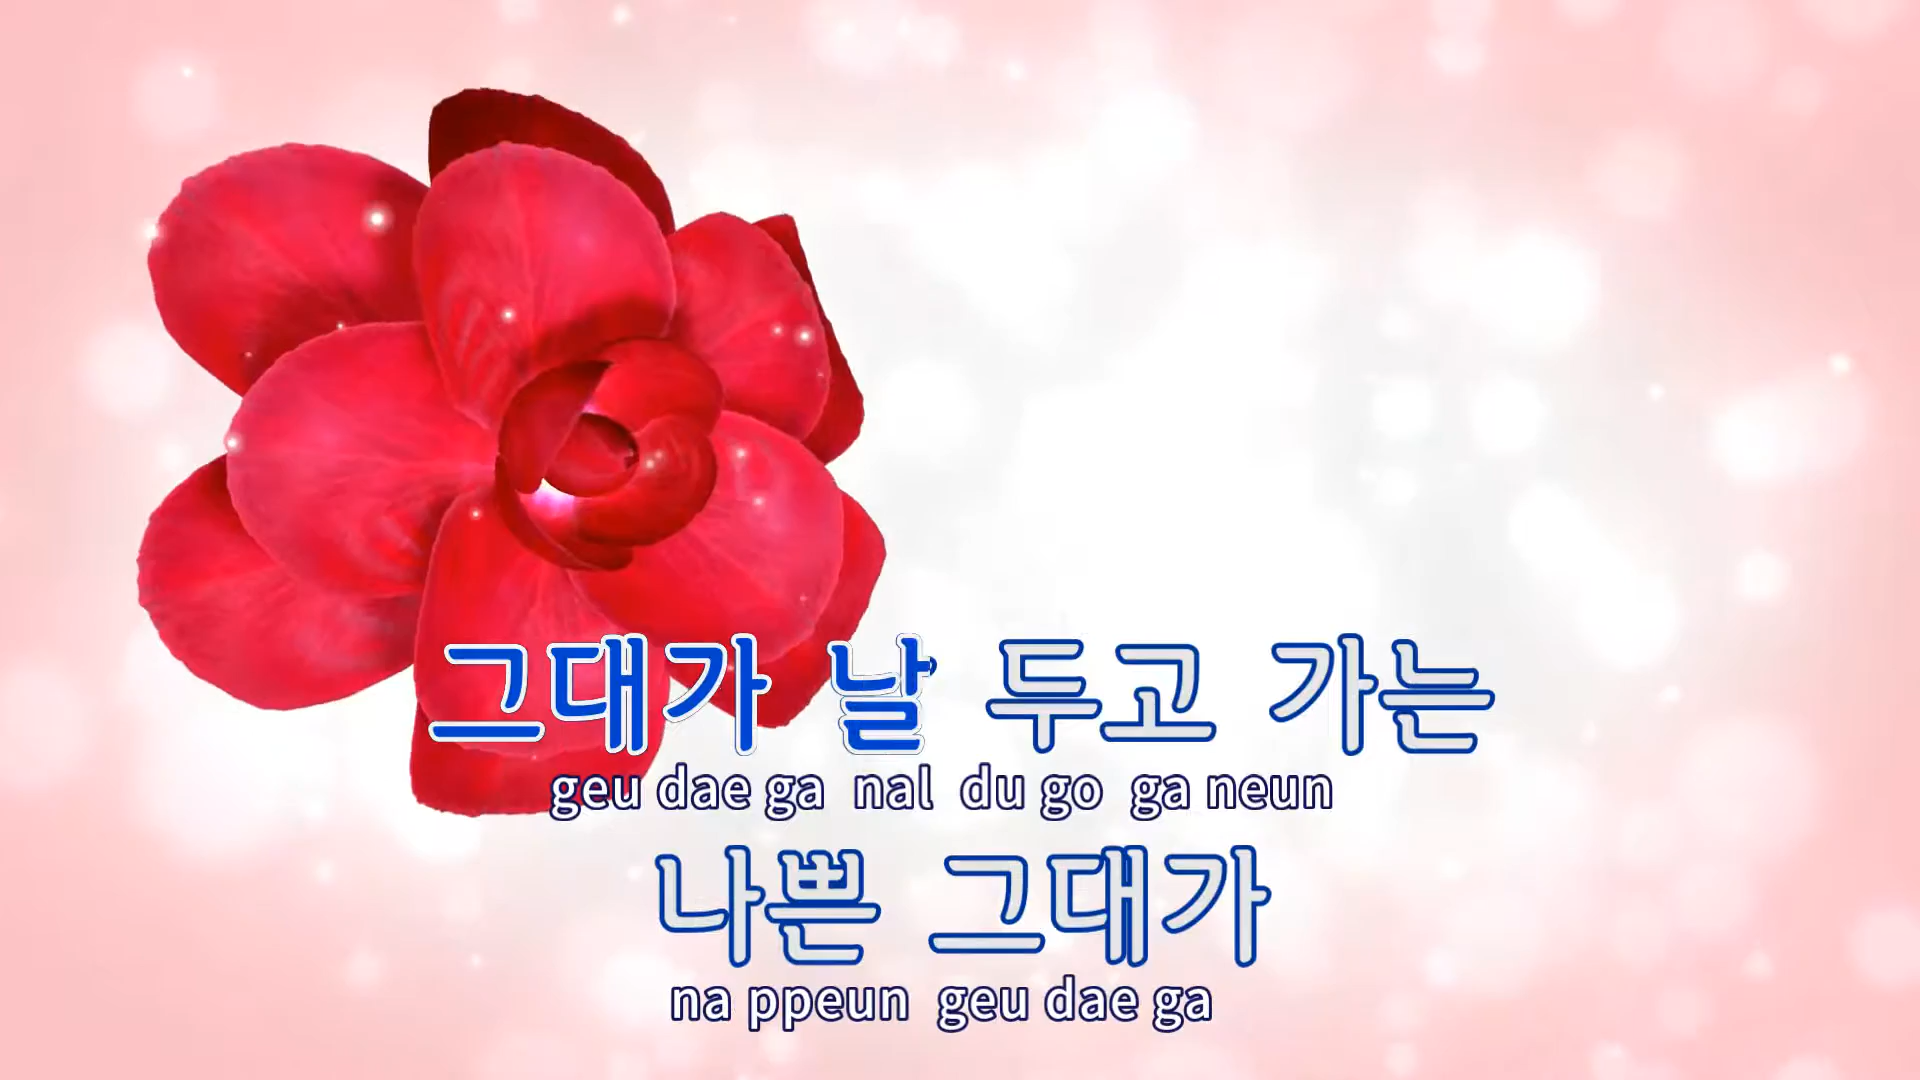 그대가 날 두고 가는
geu dae ga nal du go ga neun
나쁜 그대가
na ppeun geu dae ga